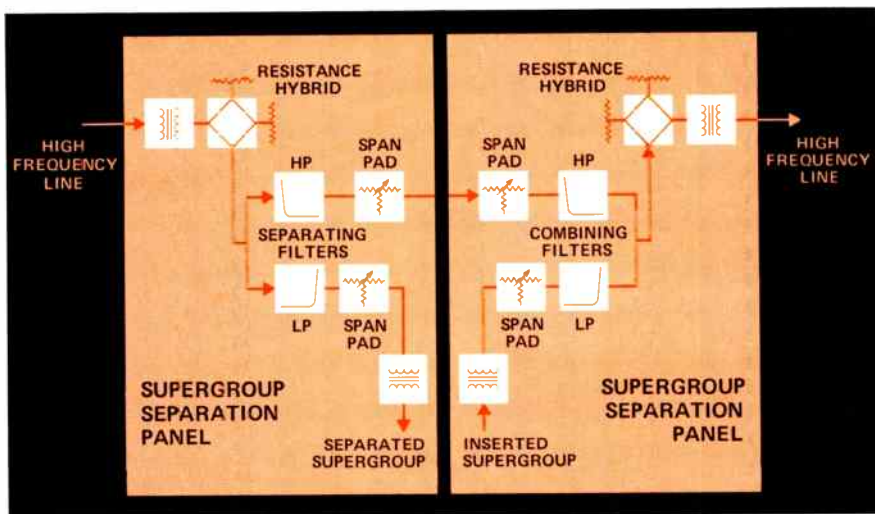 RESISTANCE
HYBRID
HIGH
FREQUENCY
LINE
HP
SPAN
PAD
SEPARATING
FILTERS
LP
SPAN
PAD
SUPERGROUP
SEPARATION
PANEL
SEPARATED
SUPERGROUP
RESISTANCE
HYBRID
HIGH
FREQUENCY
LINE
SPAN
PAD
HP
COMBINING
FILTERS
SPAN
PAD
LP
SUPERGROUP
SEPARATION
PANEL
INSERTED
SUPERGROUP